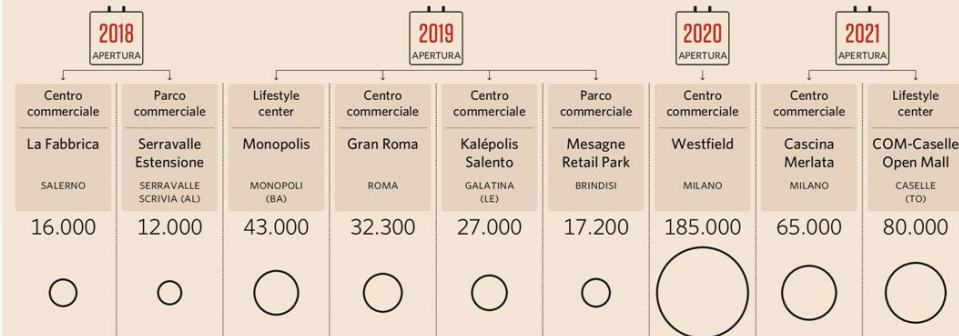 2018
APERTURA
2019
APERTURA
2020
APERTURA
2021
APERTURA
Centro
commerciale
La Fabbrica
SALERNO
16.000
Parco
commerciale
Serravalle
Estensione
SERRAVALLE
SCRIVIA (AL)
12.000
Lifestyle
center
Monopolis
MONOPOLI
(BA)
43.000
Centro
commerciale
Gran Roma
ROMA
32.300
Centro
commerciale
Kalépolis
Salento
GALATINA
(LE)
27.000
Parco
commerciale
Mesagne
Retail Park
BRINDISI
17.200
Centro
commerciale
Westfield
MILANO
185.000
Centro
commerciale
Cascina
Merlata
MILANO
65.000
Lifestyle
center
COM-Caselle
Open Mall
CASELLE
(TO)
80.000